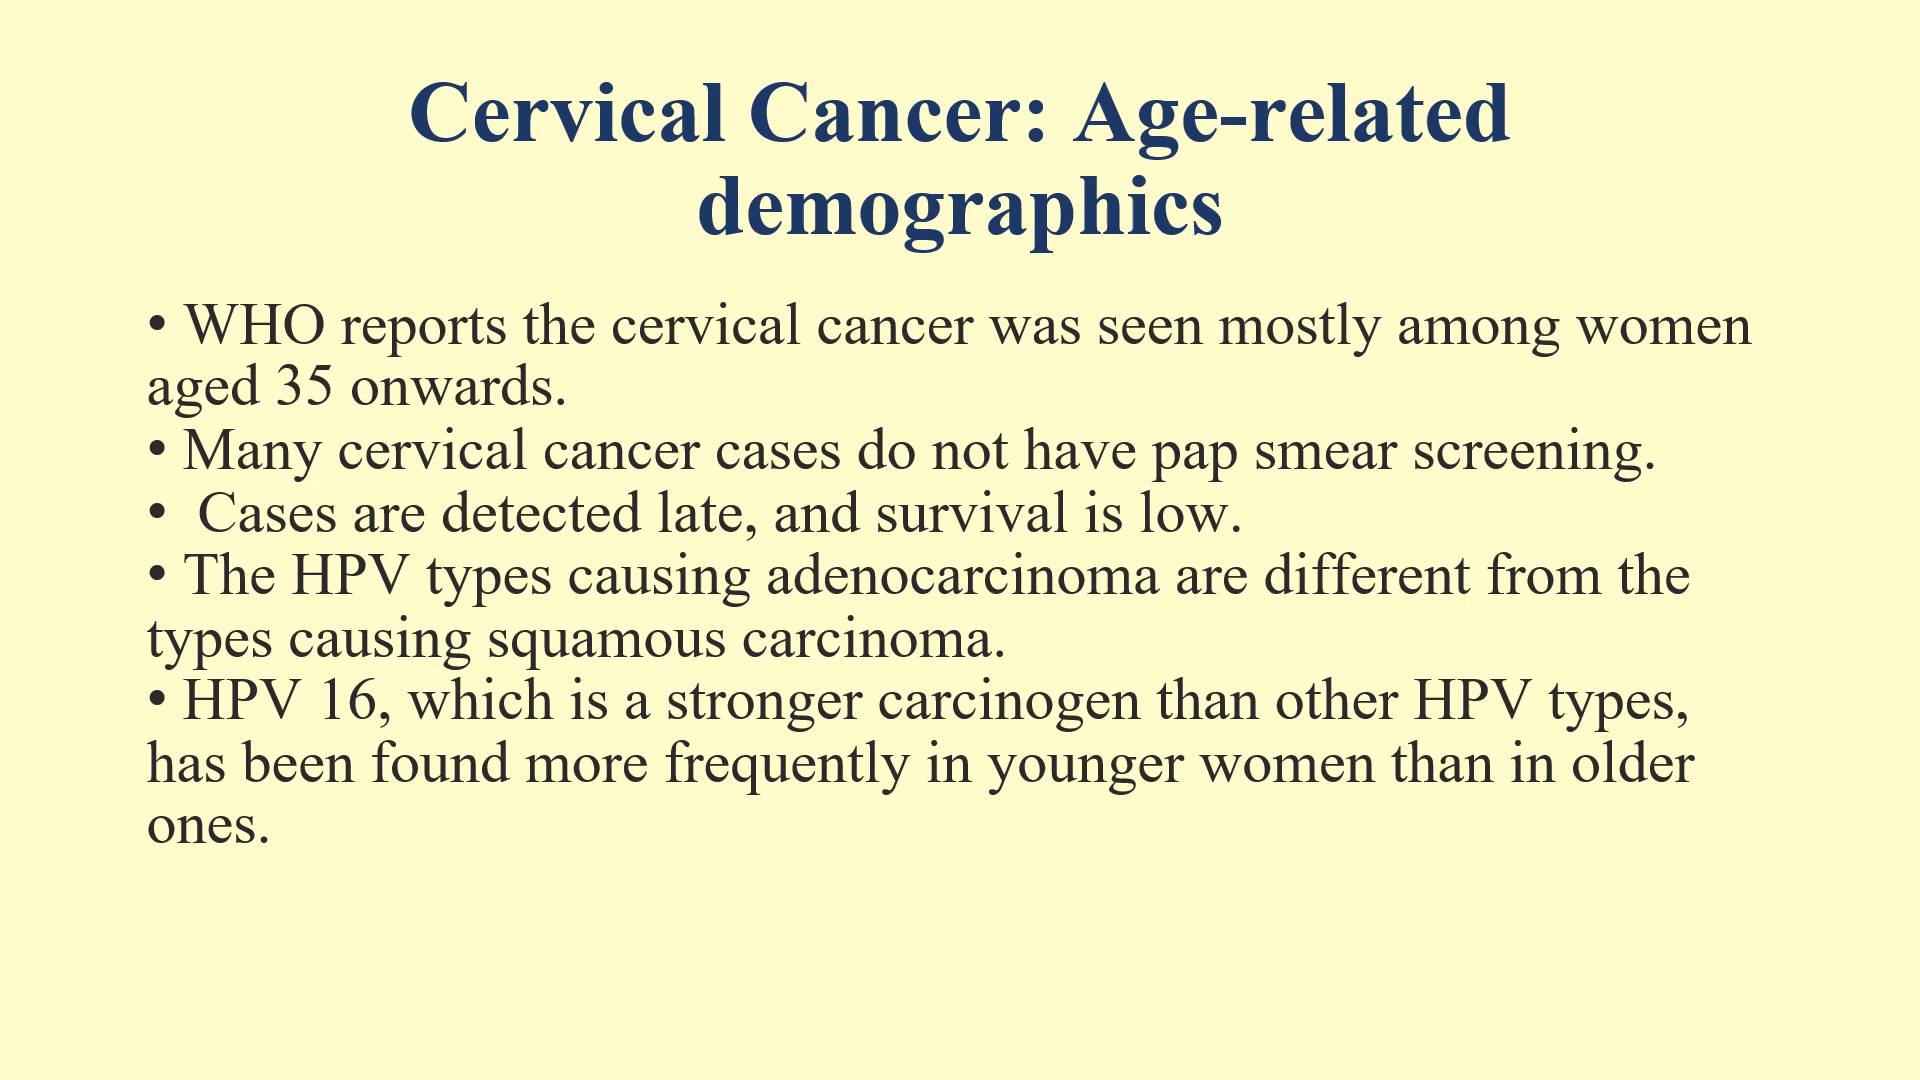 Cervical Cancer: Age-related
demographics
• WHO reports the cervical cancer was seen mostly among women
aged 35 onwards.
• Many cervical cancer cases do not have pap smear screening.
•  Cases are detected late, and survival is low.
• The HPV types causing adenocarcinoma are different from the
types causing squamous carcinoma.
• HPV 16, which is a stronger carcinogen than other HPV types,
has been found more frequently in younger women than in older
ones.